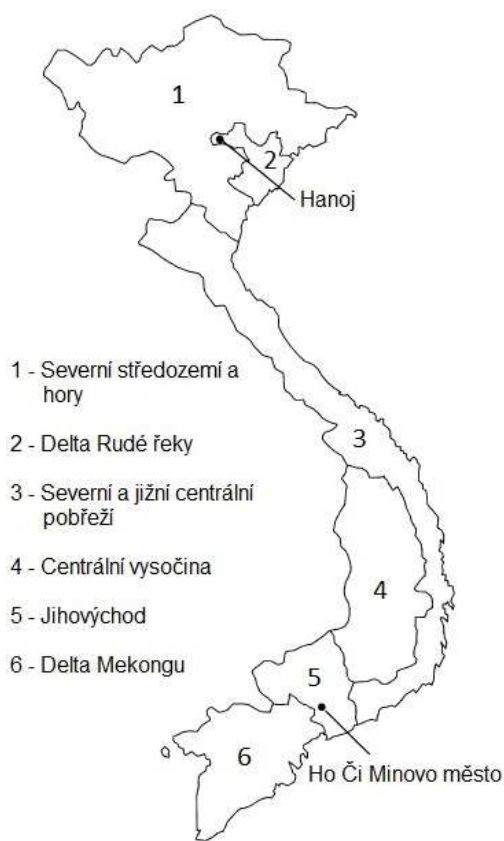 1
2
Hanoj
1 - Severní středozemí a
hory
2 - Delta Rudé řeky
3 - Severní a jižní centrální
pobřeží
4 - Centrální vysočina
5 - Jihovýchod
6 - Delta Mekongu
3
4
5
6
Ho Či Minovo město